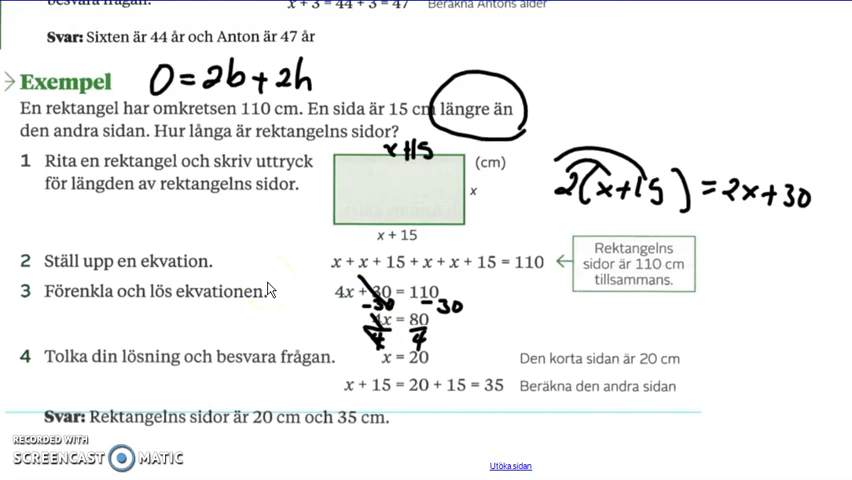 besvara frågan.
x + 3 = 44 + 3 = 47
Beräkna Antons ålder
Svar: Sixten är 44 år och Anton är 47 år
Exempel
O = 2b + 2h
En rektangel har omkretsen 110 cm. En sida är 15 cm längre än
den andra sidan. Hur långa är rektangelns sidor?
1 Rita en rektangel och skriv uttryck
för längden av rektangelns sidor.
x+15
(cm)
x
x + 15
2(x+15) = 2x+30
2 Ställ upp en ekvation.
x + x + 15 + x + x + 15 = 110
Rektangelns
sidor är 110 cm
tillsammans.
3 Förenkla och lös ekvationen.
4x + 30 = 110
-30 -30
4x = 80
4 4
4 Tolka din lösning och besvara frågan.
x = 20
Den korta sidan är 20 cm
x + 15 = 20 + 15 = 35
Beräkna den andra sidan
Svar: Rektangelns sidor är 20 cm och 35 cm.
RECORDED WITH
SCREENCAST MATIC
Utöka sidan